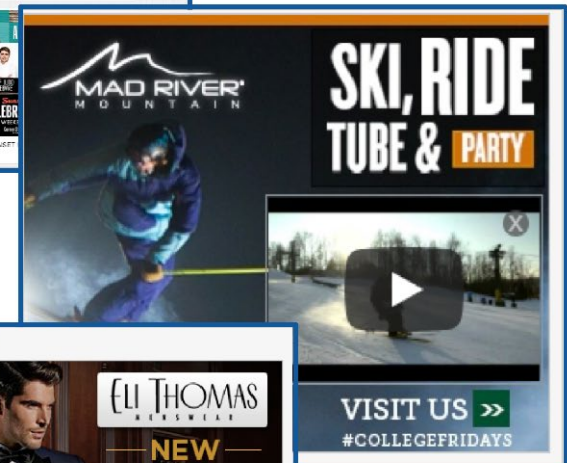 MAD RIVER
MOUNTAIN
SKI, RIDE
TUBE & PARTY
X
VISIT US >>
#COLLEGEFRIDAYS
ELI THOMAS
MENSWEAR
NEW